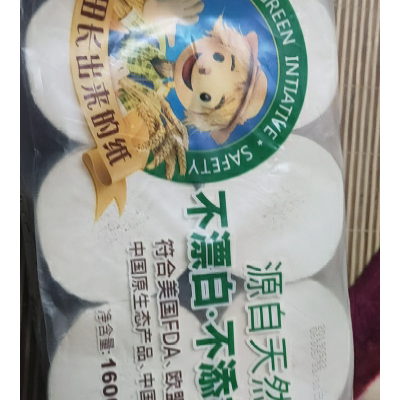 GREEN INTIATIVE · SAFETY
田长出来的纸
源自天然
不漂白·不添
符合美国FDA、欧盟
中国原生态产品、中国
净含量:160